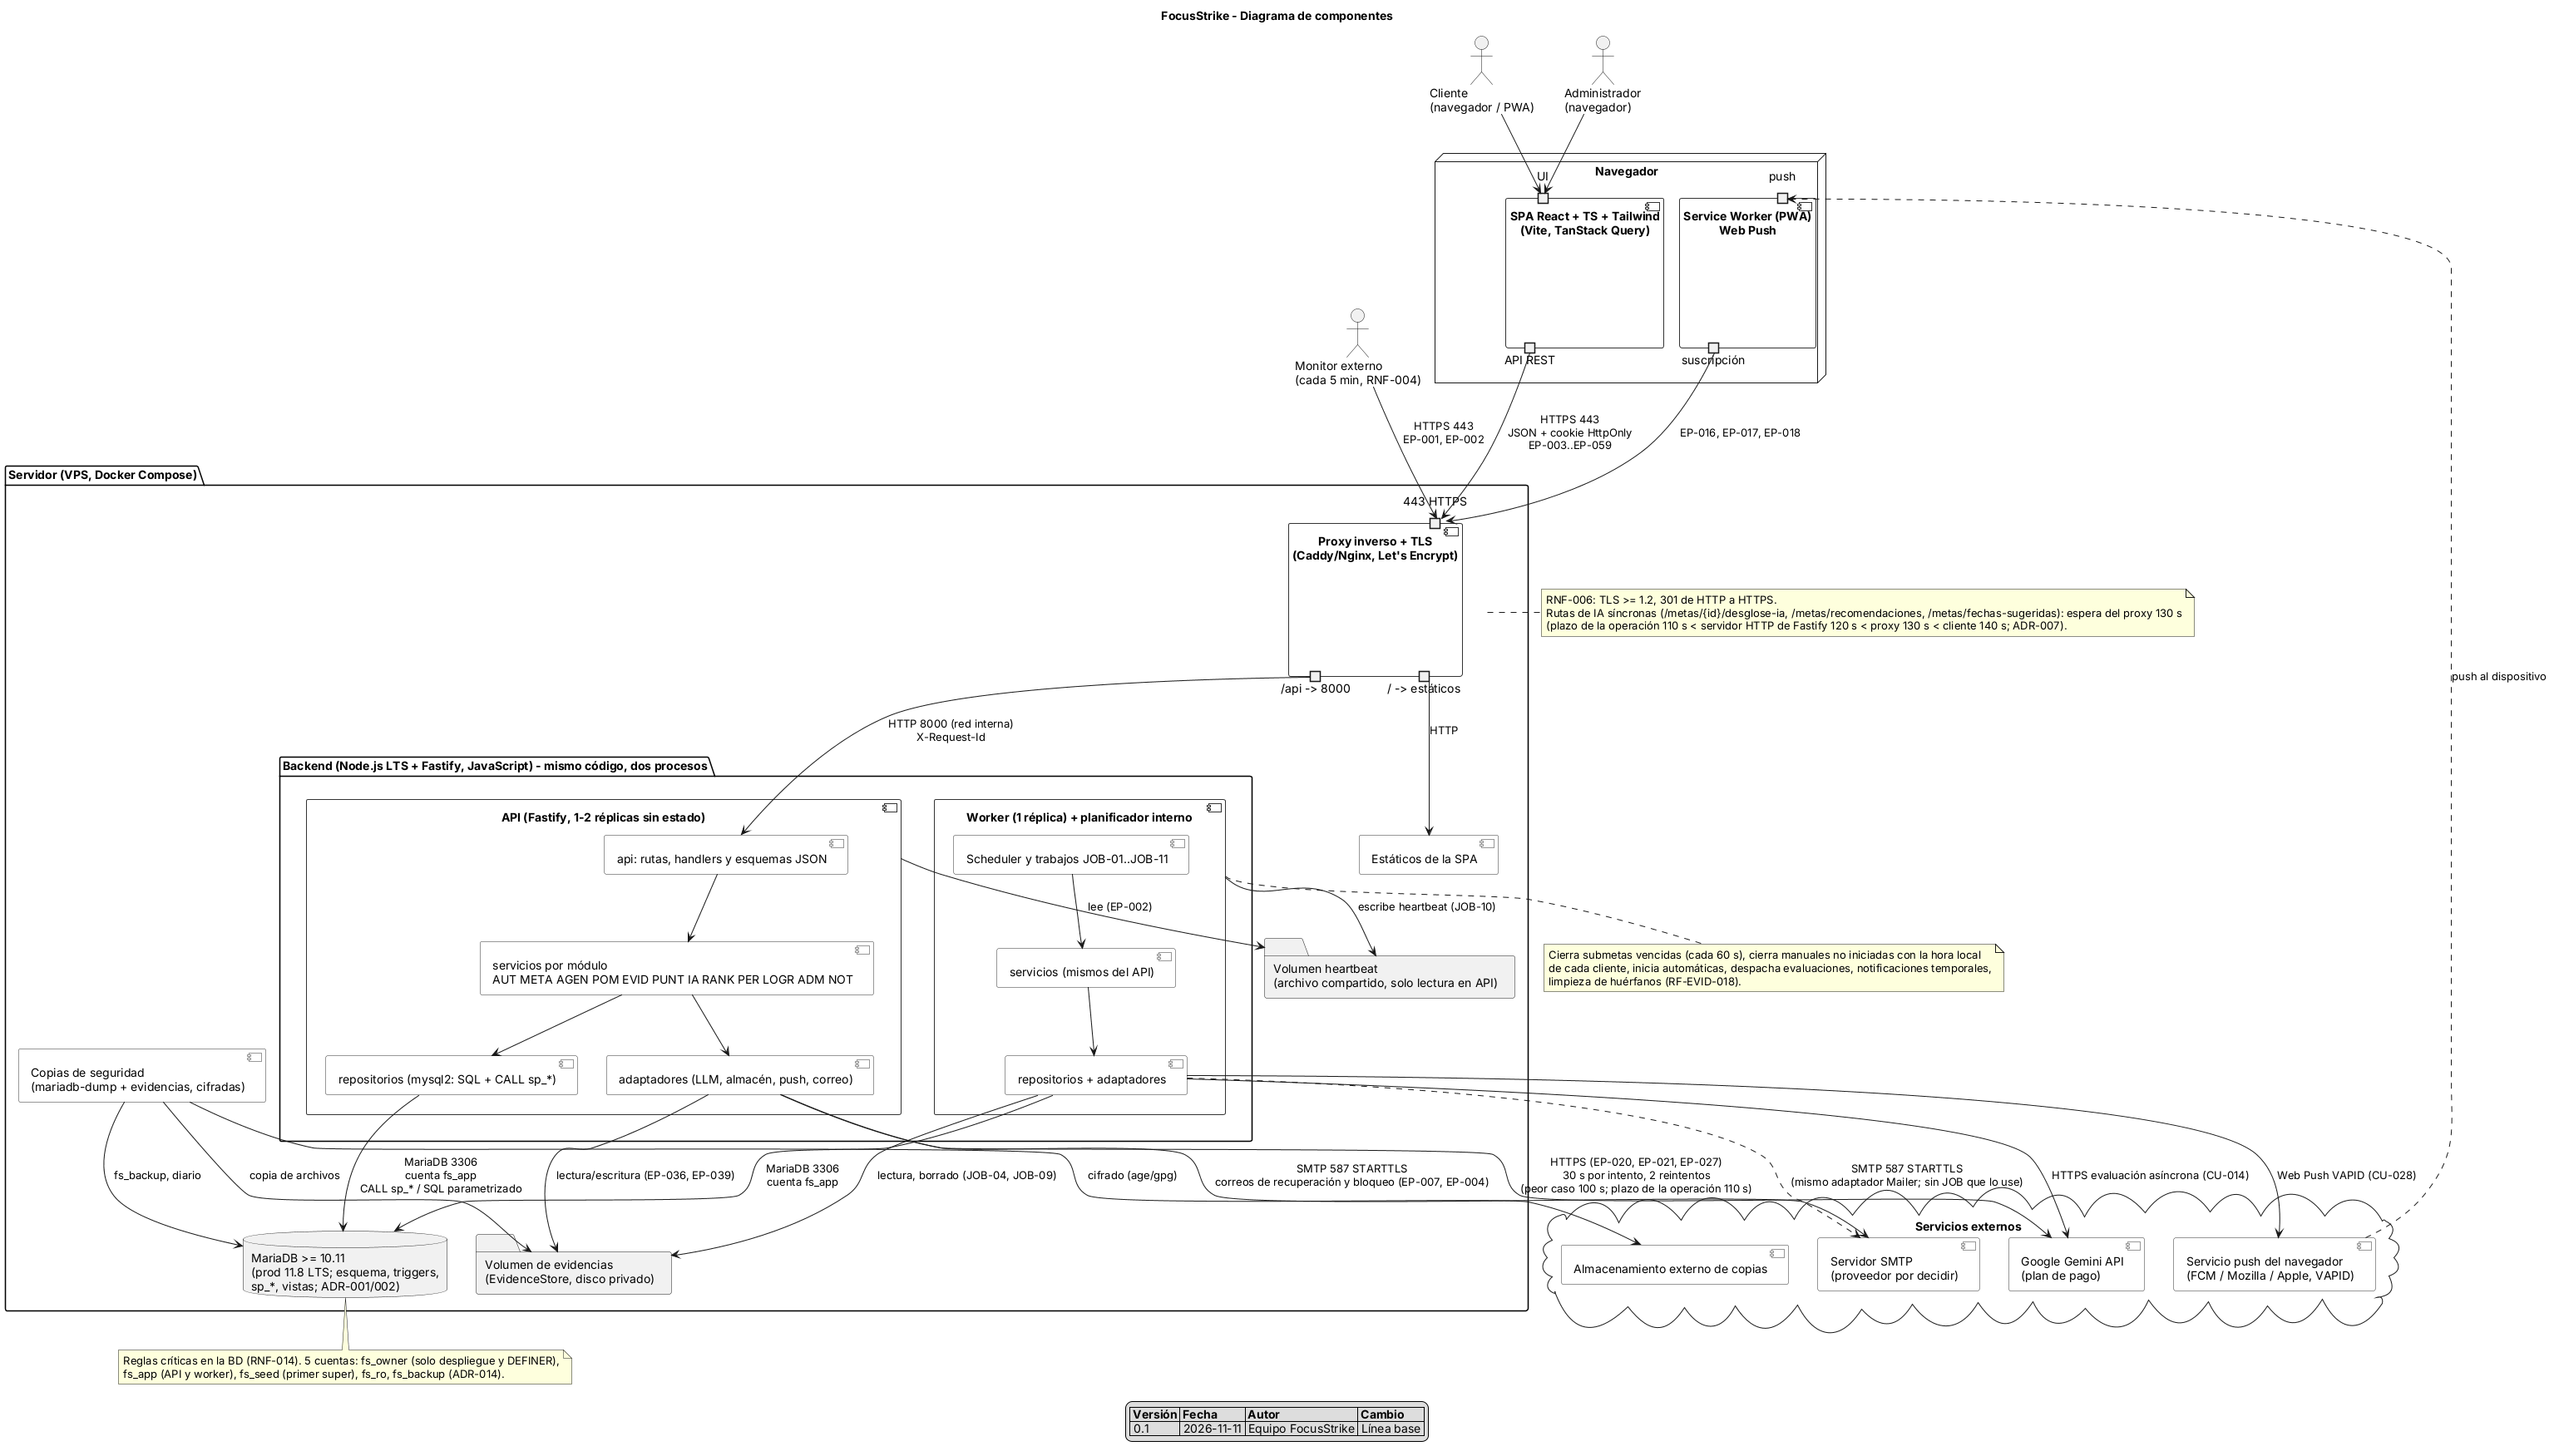 FocusStrike - Diagrama de componentes
Cliente
(navegador / PWA)
Administrador
(navegador)
Navegador
UI
push
SPA React + TS + Tailwind
(Vite, TanStack Query)
Service Worker (PWA)
Web Push
API REST
suscripción
Monitor externo
(cada 5 min, RNF-004)
HTTPS 443
EP-001, EP-002
HTTPS 443
JSON + cookie HttpOnly
EP-003..EP-059
EP-016, EP-017, EP-018
Servidor (VPS, Docker Compose)
443 HTTPS
Proxy inverso + TLS
(Caddy/Nginx, Let's Encrypt)
RNF-006: TLS >= 1.2, 301 de HTTP a HTTPS.
Rutas de IA síncronas (/metas/{id}/desglose-ia, /metas/recomendaciones, /metas/fechas-sugeridas): espera del proxy 130 s
(plazo de la operación 110 s < servidor HTTP de Fastify 120 s < proxy 130 s < cliente 140 s; ADR-007).
push al dispositivo
/api -> 8000
/ -> estáticos
HTTP 8000 (red interna)
X-Request-Id
HTTP
Backend (Node.js LTS + Fastify, JavaScript) - mismo código, dos procesos
API (Fastify, 1-2 réplicas sin estado)
Worker (1 réplica) + planificador interno
api: rutas, handlers y esquemas JSON
Scheduler y trabajos JOB-01..JOB-11
Estáticos de la SPA
lee (EP-002)
escribe heartbeat (JOB-10)
servicios por módulo
AUT META AGEN POM EVID PUNT IA RANK PER LOGR ADM NOT
servicios (mismos del API)
Volumen heartbeat
(archivo compartido, solo lectura en API)
Cierra submetas vencidas (cada 60 s), cierra manuales no iniciadas con la hora local
de cada cliente, inicia automáticas, despacha evaluaciones, notificaciones temporales,
limpieza de huérfanos (RF-EVID-018).
Copias de seguridad
(mariadb-dump + evidencias, cifradas)
repositorios (mysql2: SQL + CALL sp_*)
adaptadores (LLM, almacén, push, correo)
repositorios + adaptadores
fs_backup, diario
copia de archivos
MariaDB 3306
cuenta fs_app
CALL sp_* / SQL parametrizado
lectura/escritura (EP-036, EP-039)
MariaDB 3306
cuenta fs_app
lectura, borrado (JOB-04, JOB-09)
cifrado (age/gpg)
SMTP 587 STARTTLS
correos de recuperación y bloqueo (EP-007, EP-004)
HTTPS (EP-020, EP-021, EP-027)
30 s por intento, 2 reintentos
(peor caso 100 s; plazo de la operación 110 s)
SMTP 587 STARTTLS
(mismo adaptador Mailer; sin JOB que lo use)
HTTPS evaluación asíncrona (CU-014)
Web Push VAPID (CU-028)
Servicios externos
MariaDB >= 10.11
(prod 11.8 LTS; esquema, triggers,
sp_*, vistas; ADR-001/002)
Volumen de evidencias
(EvidenceStore, disco privado)
Almacenamiento externo de copias
Servidor SMTP
(proveedor por decidir)
Google Gemini API
(plan de pago)
Servicio push del navegador
(FCM / Mozilla / Apple, VAPID)
Reglas críticas en la BD (RNF-014). 5 cuentas: fs_owner (solo despliegue y DEFINER),
fs_app (API y worker), fs_seed (primer super), fs_ro, fs_backup (ADR-014).
Versión Fecha Autor Cambio
0.1 2026-11-11 Equipo FocusStrike Línea base